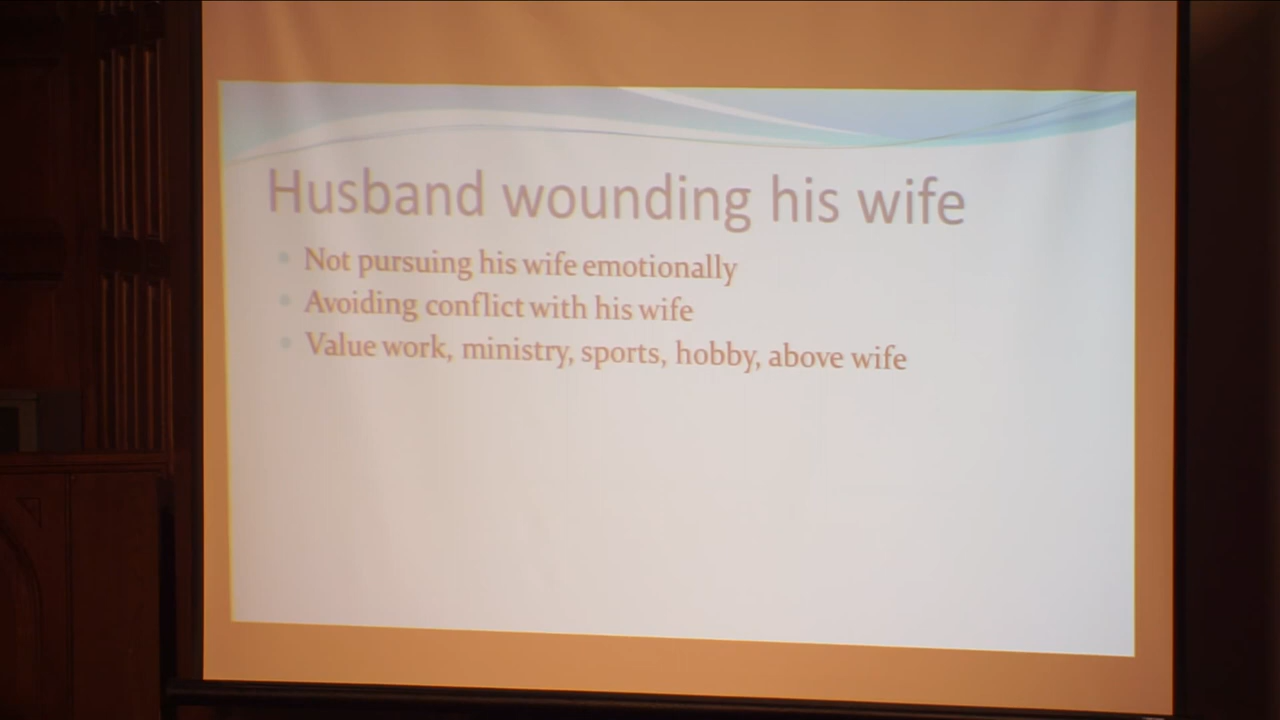 Husband wounding his wife
Not pursuing his wife emotionally
Avoiding conflict with his wife
Value work, ministry, sports, hobby, above wife